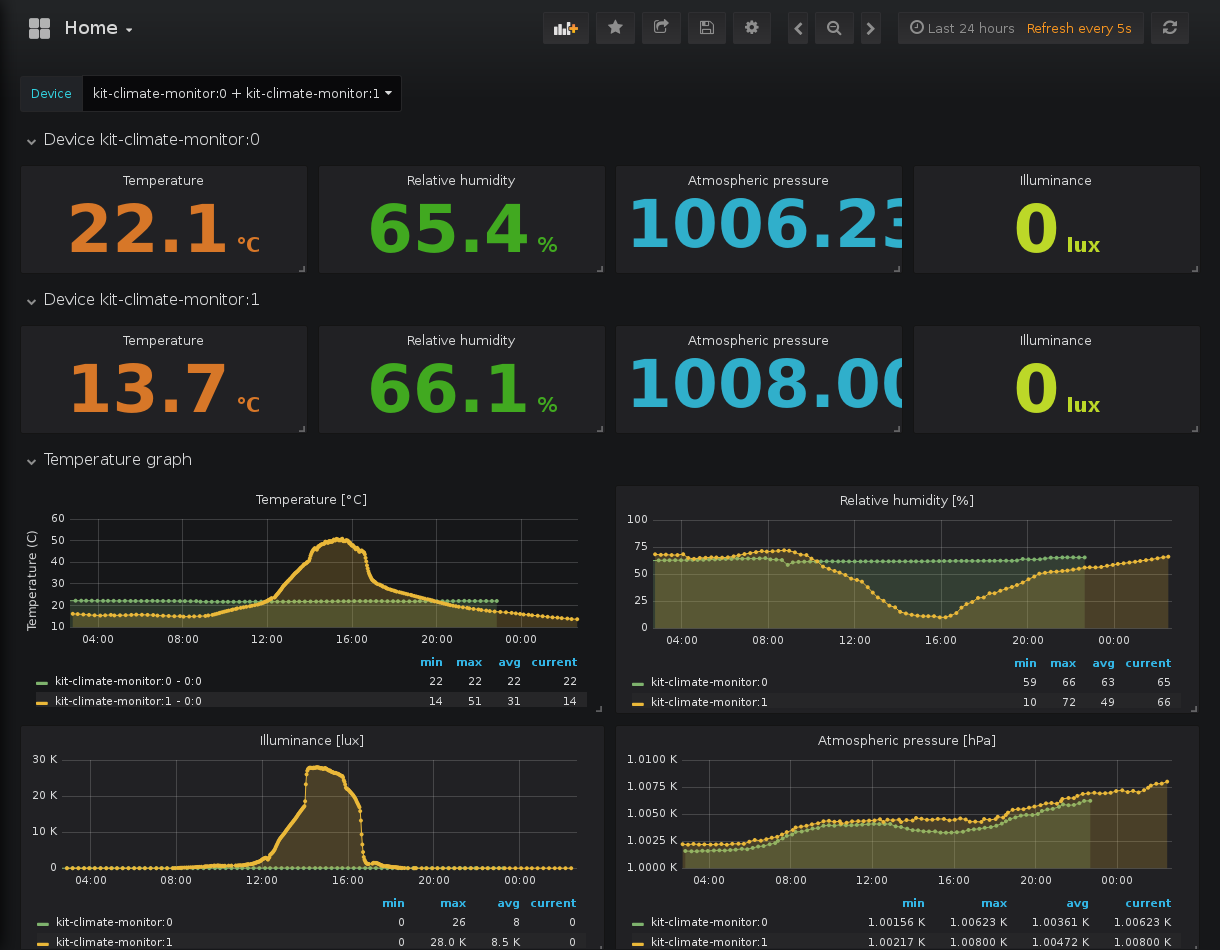 Home
Last 24 hours Refresh every 5s
Device kit-climate-monitor:0 + kit-climate-monitor:1
Device kit-climate-monitor:0
Temperature Relative humidity Atmospheric pressure Illuminance
22.1 °C 65.4 % 1006.23 0 lux
Device kit-climate-monitor:1
Temperature Relative humidity Atmospheric pressure Illuminance
13.7 °C 66.1 % 1008.00 0 lux
Temperature graph
Temperature [°C]
Temperature (C)
60
50
40
30
20
10
04:00 08:00 12:00 16:00 20:00 00:00
min max avg current
kit-climate-monitor:0 - 0:0 22 22 22 22
kit-climate-monitor:1 - 0:0 14 51 31 14
Relative humidity [%]
100
75
50
25
0
04:00 08:00 12:00 16:00 20:00 00:00
min max avg current
kit-climate-monitor:0 59 66 63 65
kit-climate-monitor:1 10 72 49 66
Illuminance [lux]
30 K
20 K
10 K
0
04:00 08:00 12:00 16:00 20:00 00:00
min max avg current
kit-climate-monitor:0 0 26 8 0
kit-climate-monitor:1 0 28.0 K 8.5 K 0
Atmospheric pressure [hPa]
1.0100 K
1.0075 K
1.0050 K
1.0025 K
1.0000 K
04:00 08:00 12:00 16:00 20:00 00:00
min max avg current
kit-climate-monitor:0 1.00156 K 1.00623 K 1.00361 K 1.00623 K
kit-climate-monitor:1 1.00217 K 1.00800 K 1.00472 K 1.00800 K